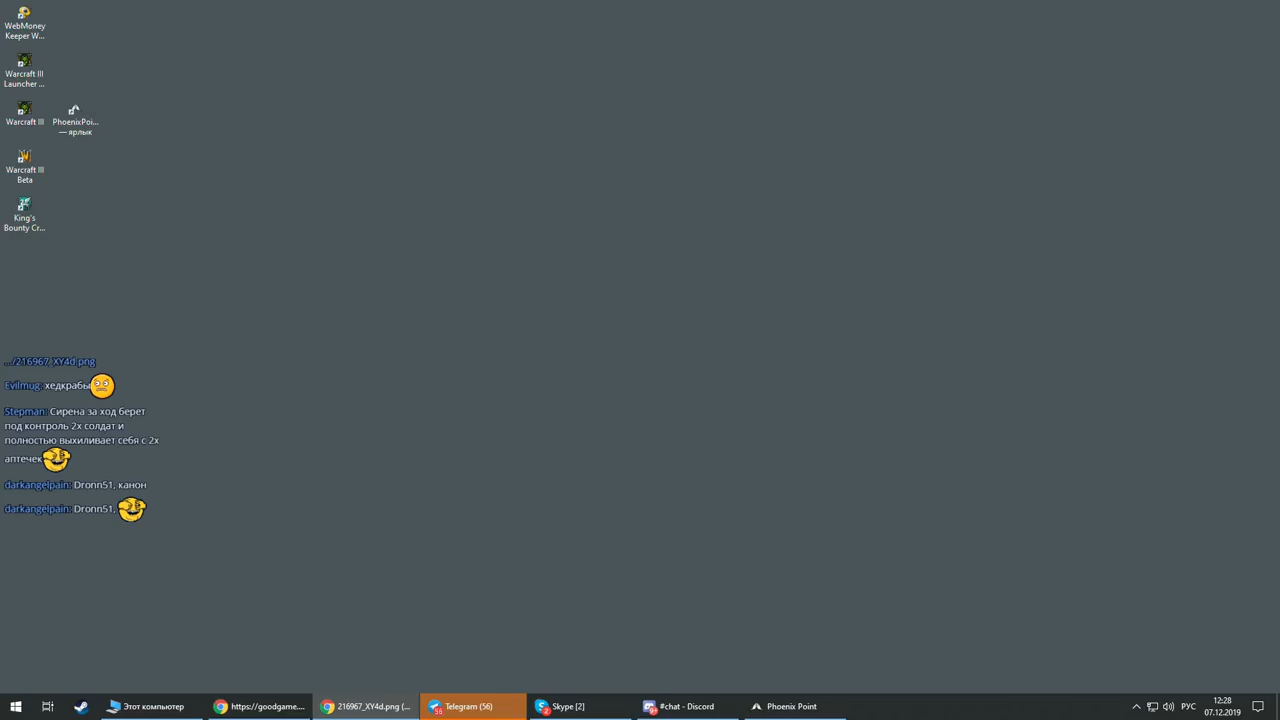 WebMoney
Keeper W...
Warcraft III
Launcher ...
Warcraft III
PhoenixPoi...
— ярлык
Warcraft III
Beta
King's
Bounty Cr...
.../216967_XY4d.png
Evilmug: хедкрабы
Stepman: Сирена за ход берет
под контроль 2х солдат и
полностью выхиливает себя с 2х
аптечек
darkangelpain: Dronn51, канон
darkangelpain: Dronn51,
Этот компьютер
https://goodgame....
216967_XY4d.png (...
56
Telegram (56)
2
Skype [2]
9+
#chat - Discord
Phoenix Point
РУС
12:28
07.12.2019